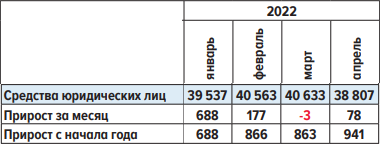 2022
январь февраль март апрель
Средства юридических лиц 39 537 40 563 40 633 38 807
Прирост за месяц 688 177 -3 78
Прирост с начала года 688 866 863 941